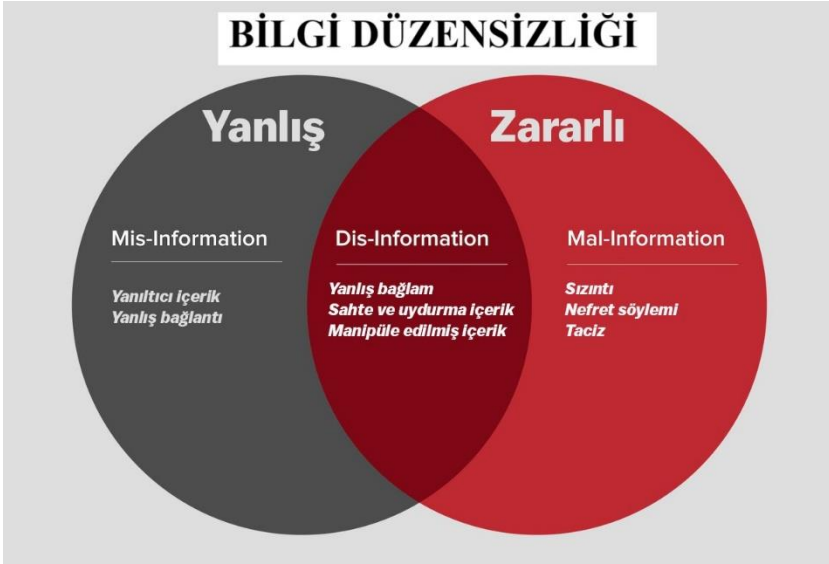 BİLGİ DÜZENSİZLİĞİ
Yanlış
Zararlı
Mis-Information
Yanıltıcı içerik
Yanlış bağlantı
Dis-Information
Yanlış bağlam
Sahte ve uydurma içerik
Manipüle edilmiş içerik
Mal-Information
Sızıntı
Nefret söylemi
Taciz